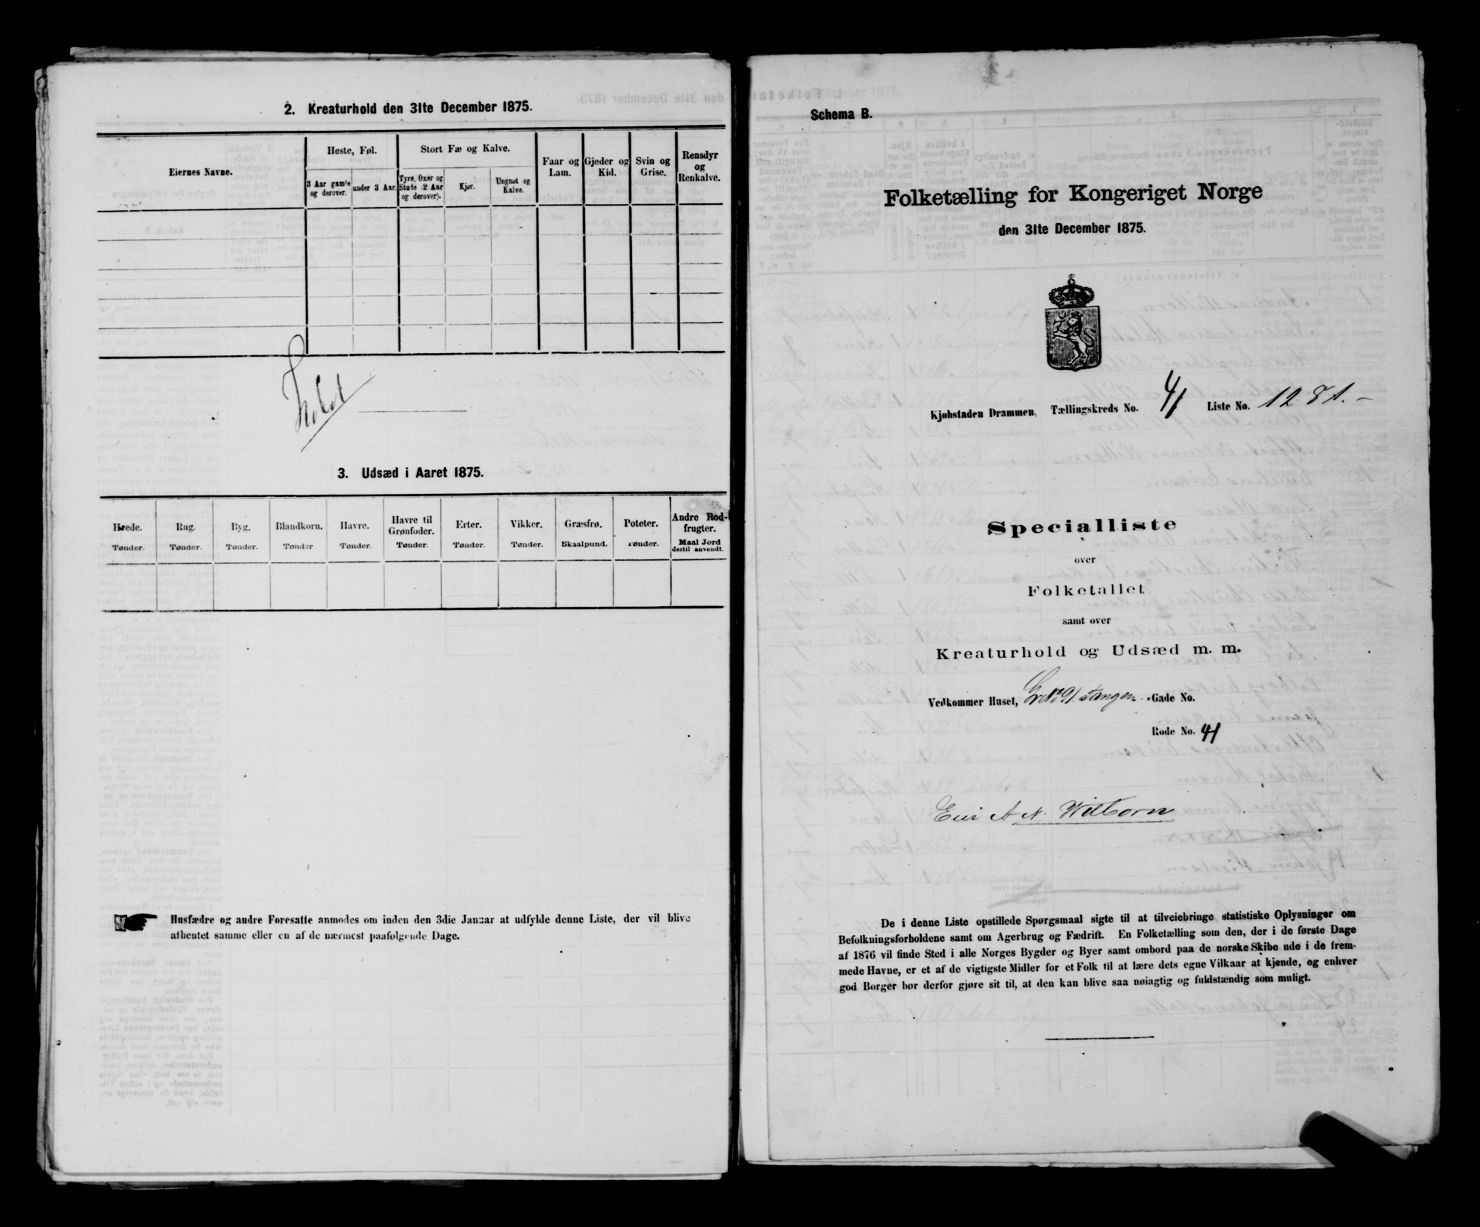 2. Kreaturhold den 31te December 1875.
Eiernes Navne.
Heste, Føl.
3 Aar gamle og derover.
under 3 Aar.
Stort Fæ og Kalve.
Tyre, Oxer og Stude (2 Aar og derover).
Kjør.
Ungnøt og Kalve.
Faar og Lam.
Gjeder og Kid.
Svin og Grise.
Rensdyr og Renkalve.
3. Udsæd i Aaret 1875.
Hvede. Tønder.
Rug. Tønder.
Byg. Tønder.
Blandkorn. Tønder
Havre. Tønder.
Havre til Grønfoder. Tønder.
Erter. Tønder.
Vikker. Tønder.
Græsfrø. Skaalpund.
Poteter. Tønder.
Andre Rodfrugter. Maal Jord dertil anvendt.
Husfædre og andre Foresatte anmodes om inden den 3die Januar at udfylde denne Liste, der vil blive
afhentet samme eller en af de nærmest paafølgende Dage.
Schema B.
Folketælling for Kongeriget Norge
den 31te December 1875.
Kjøbstaden Drammen, Tællingskreds No. 41 Liste No. 1281.-
Specialliste
over
Folketallet
samt over
Kreaturhold og Udsæd m. m.
Vedkommer Huset, Tangen Gade No.
Rode No. 41
Eier A N. Wilborn
De i denne Liste opstillede Spørgsmaal sigte til at tilveiebringe statistiske Oplysninger om
Befolkningsforholdene samt om Agerbrug og Fædrift. En Folketælling som den, der i de første Dage
af 1876 vil finde Sted i alle Norges Bygder og Byer samt ombord paa de norske Skibe ude i de frem-
mede Havne, er et af de vigtigste Midler for et Folk til at lære dets egne Vilkaar at kjende, og enhver
god Borger bør derfor gjøre sit til, at den kan blive saa nøiagtig og fuldstændig som muligt.